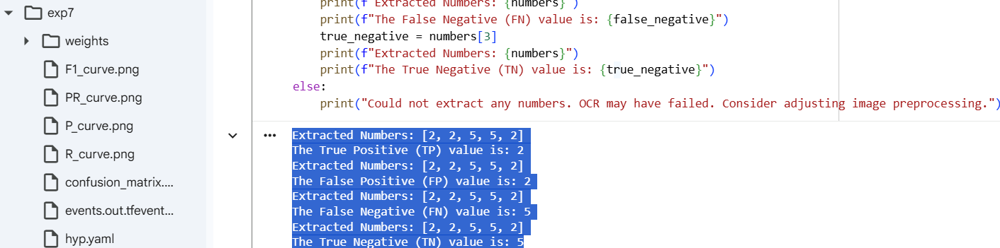 exp7
weights
F1_curve.png
PR_curve.png
P_curve.png
R_curve.png
confusion_matrix....
events.out.tfevent...
hyp.yaml
print(f"Extracted Numbers: {numbers}")
print(f"The False Negative (FN) value is: {false_negative}")
true_negative = numbers[3]
print(f"Extracted Numbers: {numbers}")
print(f"The True Negative (TN) value is: {true_negative}")
else:
print("Could not extract any numbers. OCR may have failed. Consider adjusting image preprocessing.")
Extracted Numbers: [2, 2, 5, 5, 2]
The True Positive (TP) value is: 2
Extracted Numbers: [2, 2, 5, 5, 2]
The False Positive (FP) value is: 2
Extracted Numbers: [2, 2, 5, 5, 2]
The False Negative (FN) value is: 5
Extracted Numbers: [2, 2, 5, 5, 2]
The True Negative (TN) value is: 5